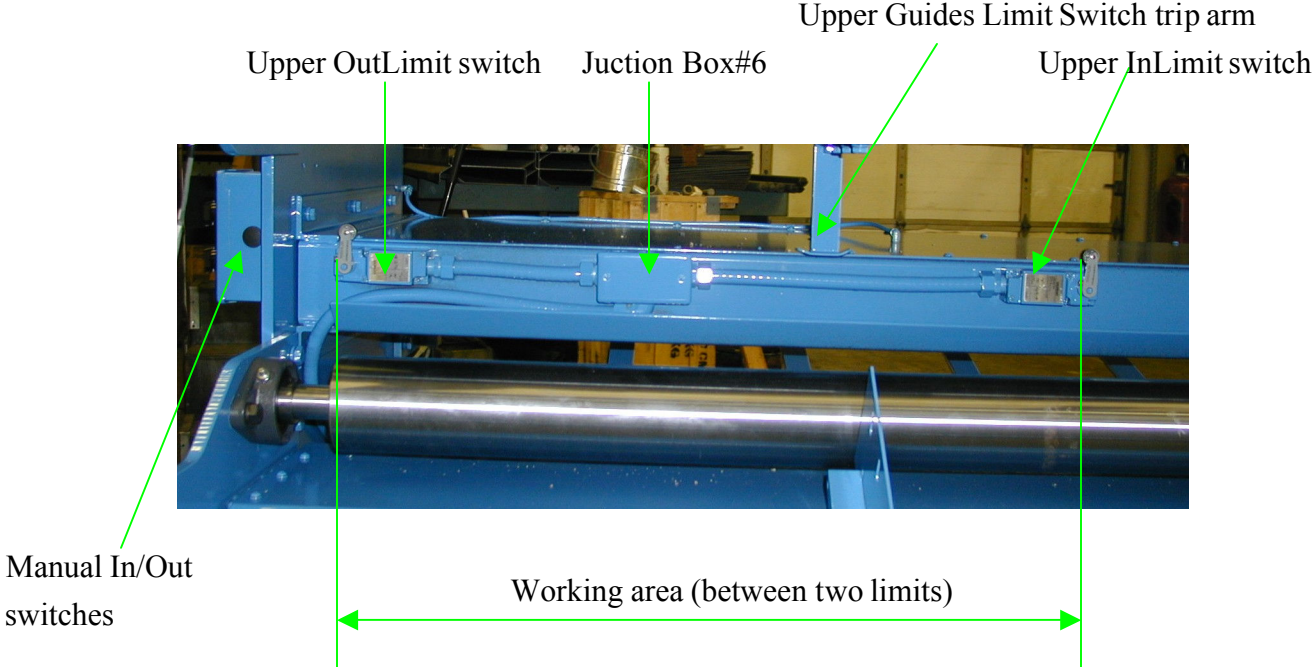 Upper Guides Limit Switch trip arm
Upper OutLimit switch
Juction Box#6
Upper InLimit switch
Manual In/Out
switches
Working area (between two limits)